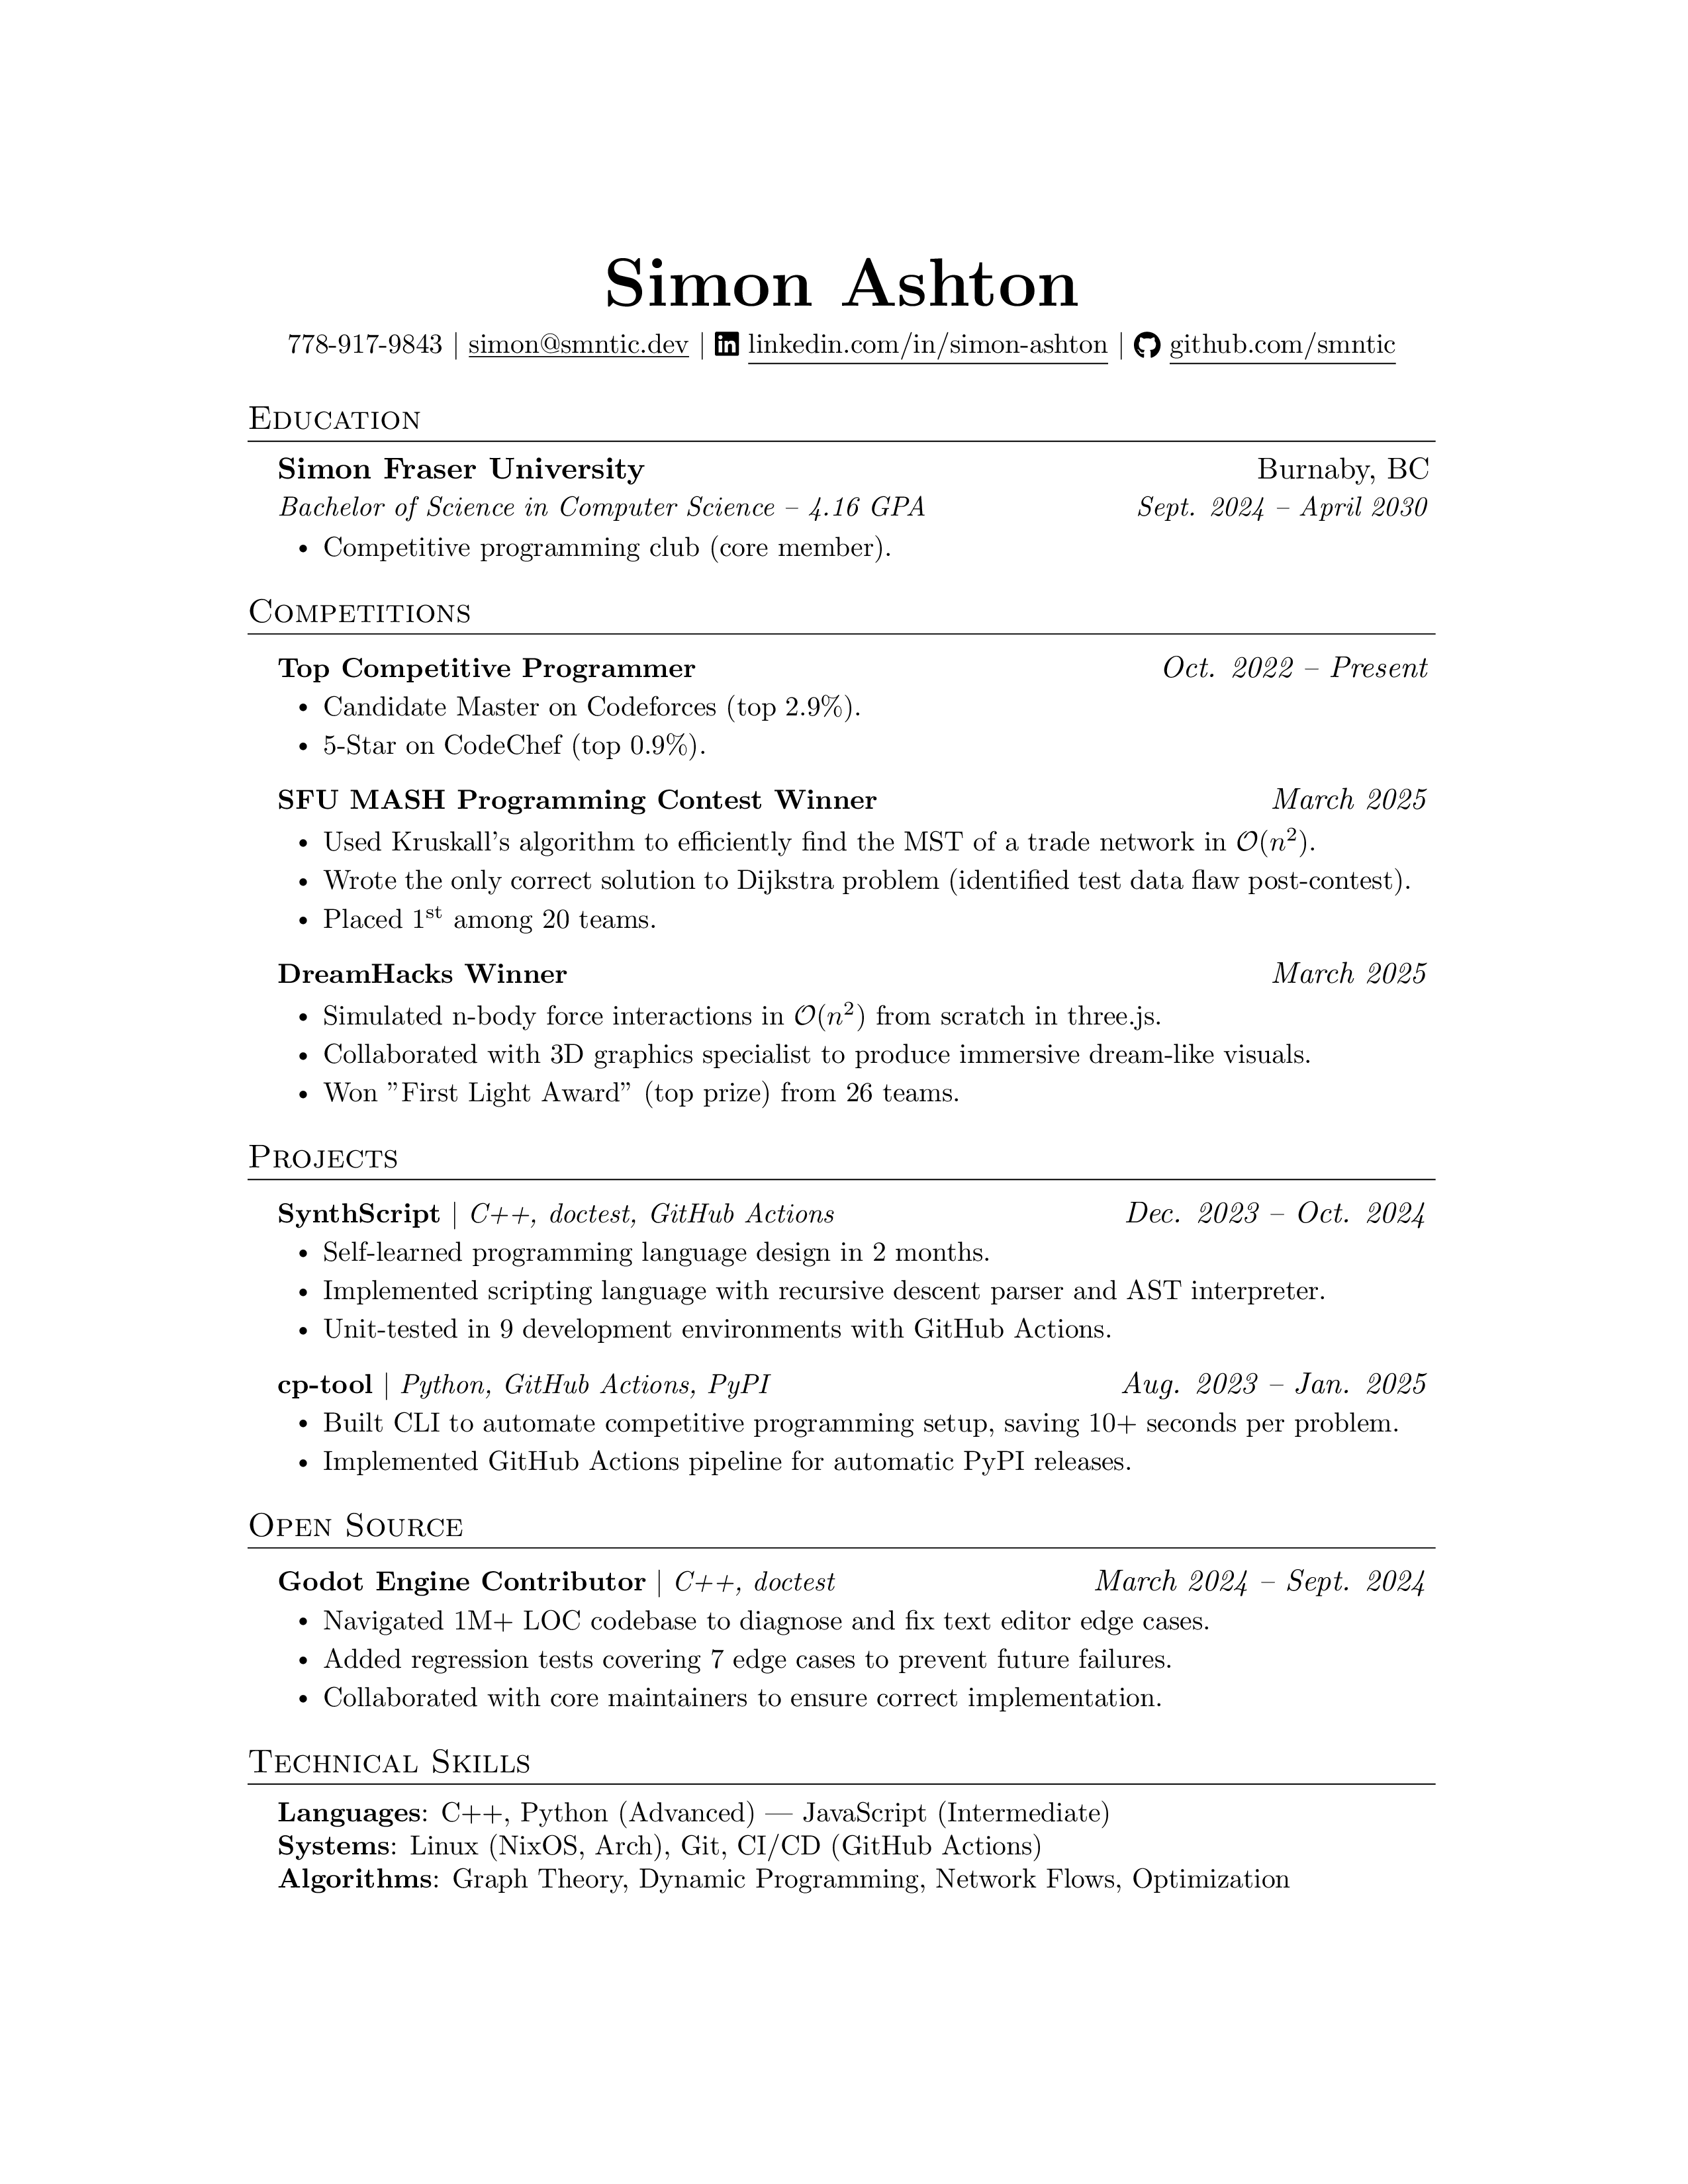 Simon Ashton
778-917-9843 | simon@smntic.dev | linkedin.com/in/simon-ashton | github.com/smntic
Education
Simon Fraser University Burnaby, BC
Bachelor of Science in Computer Science – 4.16 GPA Sept. 2024 – April 2030
• Competitive programming club (core member).
Competitions
Top Competitive Programmer Oct. 2022 – Present
• Candidate Master on Codeforces (top 2.9%).
• 5-Star on CodeChef (top 0.9%).
SFU MASH Programming Contest Winner March 2025
• Used Kruskall's algorithm to efficiently find the MST of a trade network in O(n²).
• Wrote the only correct solution to Dijkstra problem (identified test data flaw post-contest).
• Placed 1st among 20 teams.
DreamHacks Winner March 2025
• Simulated n-body force interactions in O(n²) from scratch in three.js.
• Collaborated with 3D graphics specialist to produce immersive dream-like visuals.
• Won ”First Light Award” (top prize) from 26 teams.
Projects
SynthScript | C++, doctest, GitHub Actions Dec. 2023 – Oct. 2024
• Self-learned programming language design in 2 months.
• Implemented scripting language with recursive descent parser and AST interpreter.
• Unit-tested in 9 development environments with GitHub Actions.
cp-tool | Python, GitHub Actions, PyPI Aug. 2023 – Jan. 2025
• Built CLI to automate competitive programming setup, saving 10+ seconds per problem.
• Implemented GitHub Actions pipeline for automatic PyPI releases.
Open Source
Godot Engine Contributor | C++, doctest March 2024 – Sept. 2024
• Navigated 1M+ LOC codebase to diagnose and fix text editor edge cases.
• Added regression tests covering 7 edge cases to prevent future failures.
• Collaborated with core maintainers to ensure correct implementation.
Technical Skills
Languages: C++, Python (Advanced) — JavaScript (Intermediate)
Systems: Linux (NixOS, Arch), Git, CI/CD (GitHub Actions)
Algorithms: Graph Theory, Dynamic Programming, Network Flows, Optimization